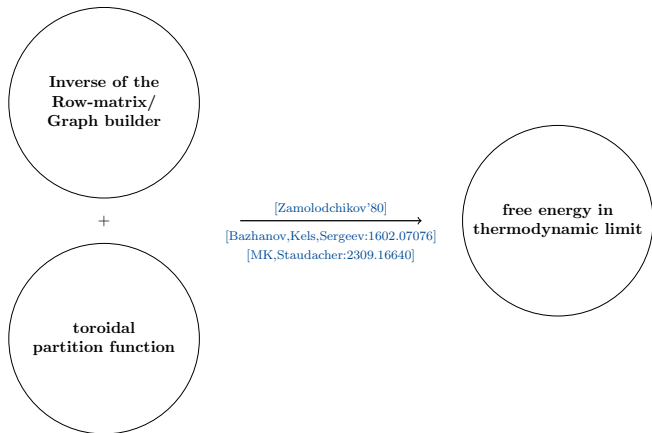 Inverse of the
Row-matrix/
Graph builder
+
toroidal
partition function
[Zamolodchikov'80]
[Bazhanov,Kels,Sergeev:1602.07076]
[MK,Staudacher:2309.16640]
free energy in
thermodynamic limit